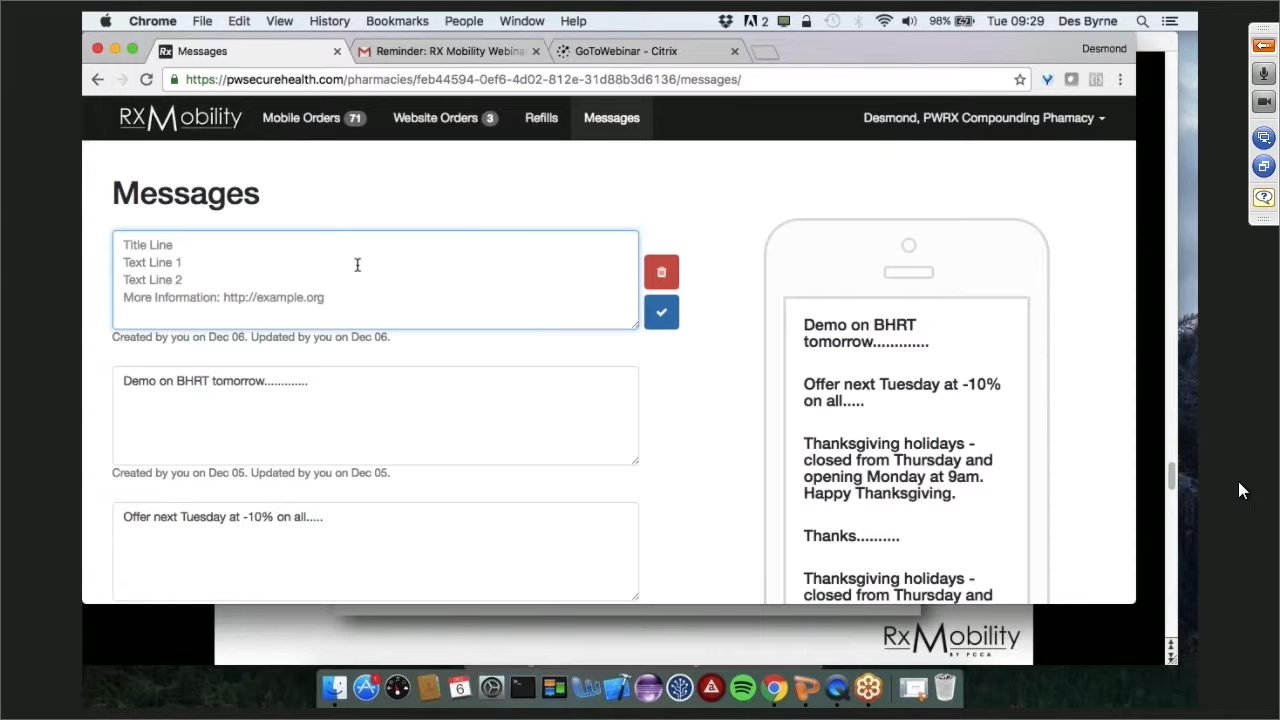 Chrome File Edit View History Bookmarks People Window Help 2 98% Tue 09:29 Des Byrne
Rx Messages Reminder: RX Mobility Webina GoToWebinar - Citrix Desmond
https://pwsecurehealth.com/pharmacies/feb44594-0ef6-4d02-812e-31d88b3d6136/messages/
RXMobility Mobile Orders 71 Website Orders 3 Refills Messages Desmond, PWRX Compounding Phamacy
Messages
Title Line
Text Line 1
Text Line 2
More Information: http://example.org
Created by you on Dec 06. Updated by you on Dec 06.
Demo on BHRT tomorrow.............
Created by you on Dec 05. Updated by you on Dec 05.
Offer next Tuesday at -10% on all.....
Demo on BHRT
tomorrow.............
Offer next Tuesday at -10%
on all.....
Thanksgiving holidays -
closed from Thursday and
opening Monday at 9am.
Happy Thanksgiving.
Thanks..........
Thanksgiving holidays -
closed from Thursday and
RxMobility
BY PCCA
6